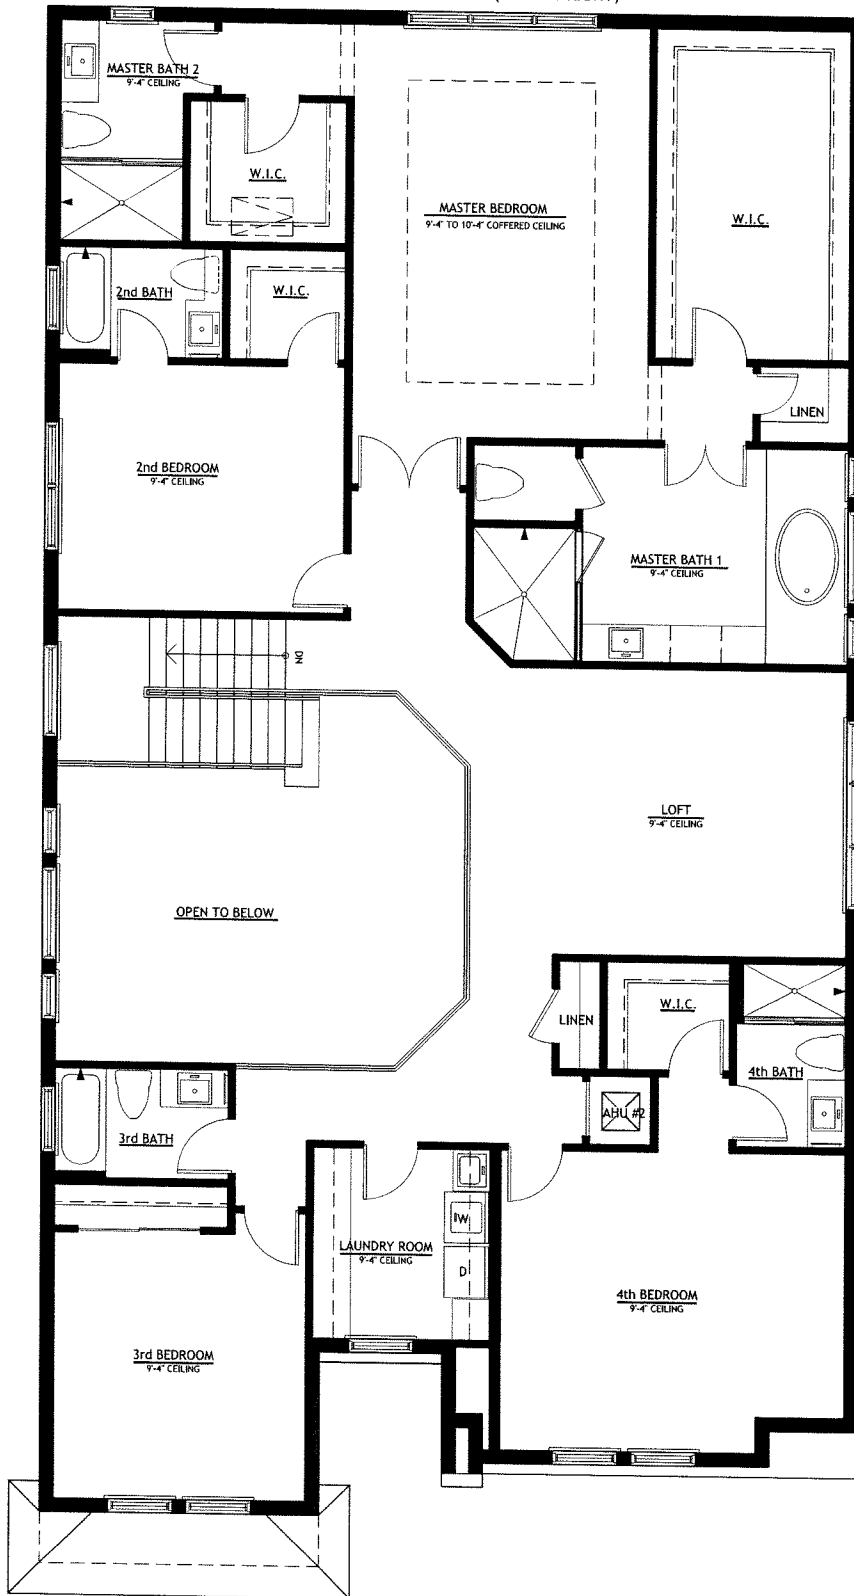 MASTER BATH 2
9'-4" CEILING
W.I.C.
MASTER BEDROOM
9'-4" TO 10'-4" COFFERED CEILING
W.I.C.
2nd BATH
W.I.C.
LINEN
2nd BEDROOM
9'-4" CEILING
MASTER BATH 1
9'-4" CEILING
DN
LOFT
9'-4" CEILING
OPEN TO BELOW
LINEN
W.I.C.
4th BATH
AHU #2
3rd BATH
W
LAUNDRY ROOM
9'-4" CEILING
D
4th BEDROOM
9'-4" CEILING
3rd BEDROOM
9'-4" CEILING